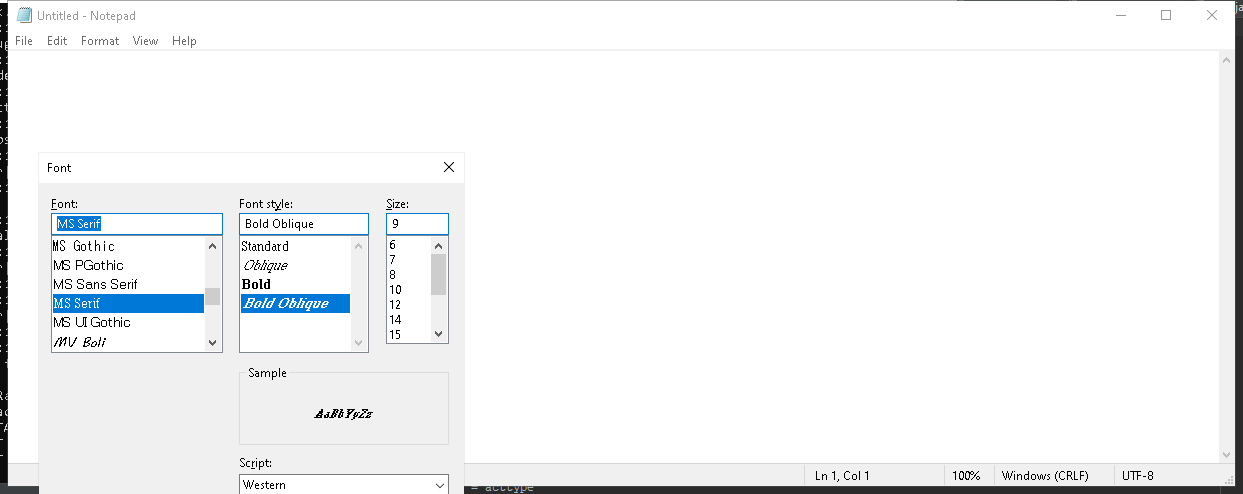 Untitled - Notepad
File Edit Format View Help
Font
Font: Font style: Size:
MS Serif Bold Oblique 9
MS Gothic Standard 6
MS PGothic Oblique 7
MS Sans Serif Bold 8
MS Serif Bold Oblique 10
MS UI Gothic 12
MV Boli 14
15
Sample
AaBbYyZz
Script:
Western
Ln 1, Col 1 100% Windows (CRLF) UTF-8
= acctype